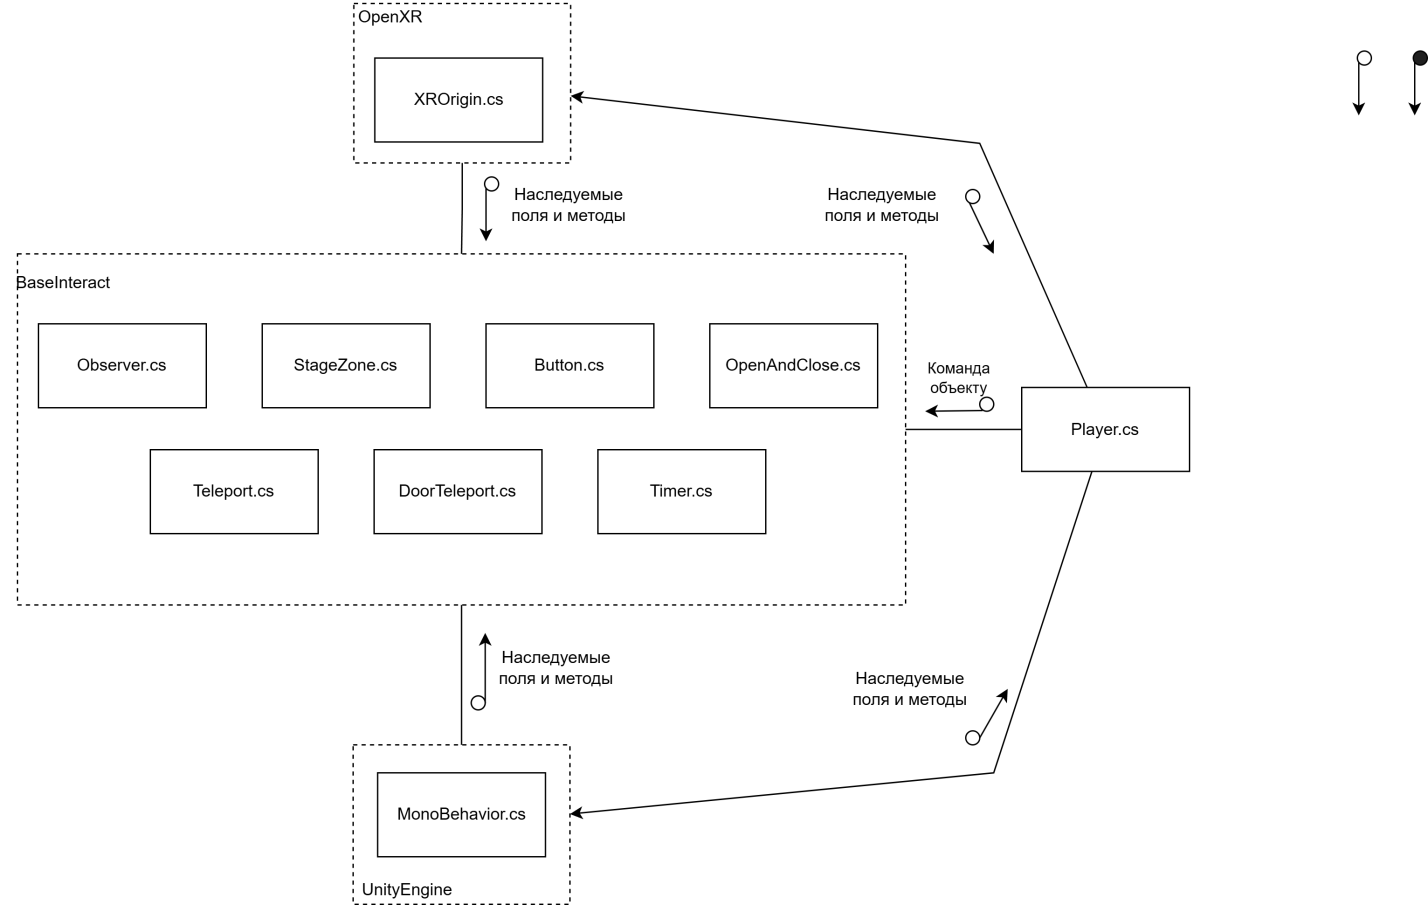 OpenXR
XROrigin.cs
Наследуемые
поля и методы
Наследуемые
поля и методы
BaseInteract
Observer.cs
StageZone.cs
Button.cs
OpenAndClose.cs
Команда
объекту
Player.cs
Teleport.cs
DoorTeleport.cs
Timer.cs
Наследуемые
поля и методы
Наследуемые
поля и методы
MonoBehavior.cs
UnityEngine